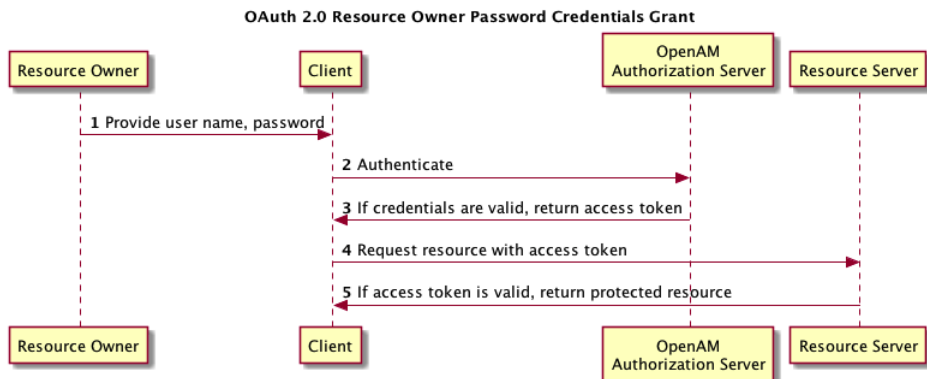 OAuth 2.0 Resource Owner Password Credentials Grant
Resource Owner
Client
OpenAM
Authorization Server
Resource Server
1 Provide user name, password
2 Authenticate
3 If credentials are valid, return access token
4 Request resource with access token
5 If access token is valid, return protected resource
Resource Owner
Client
OpenAM
Authorization Server
Resource Server